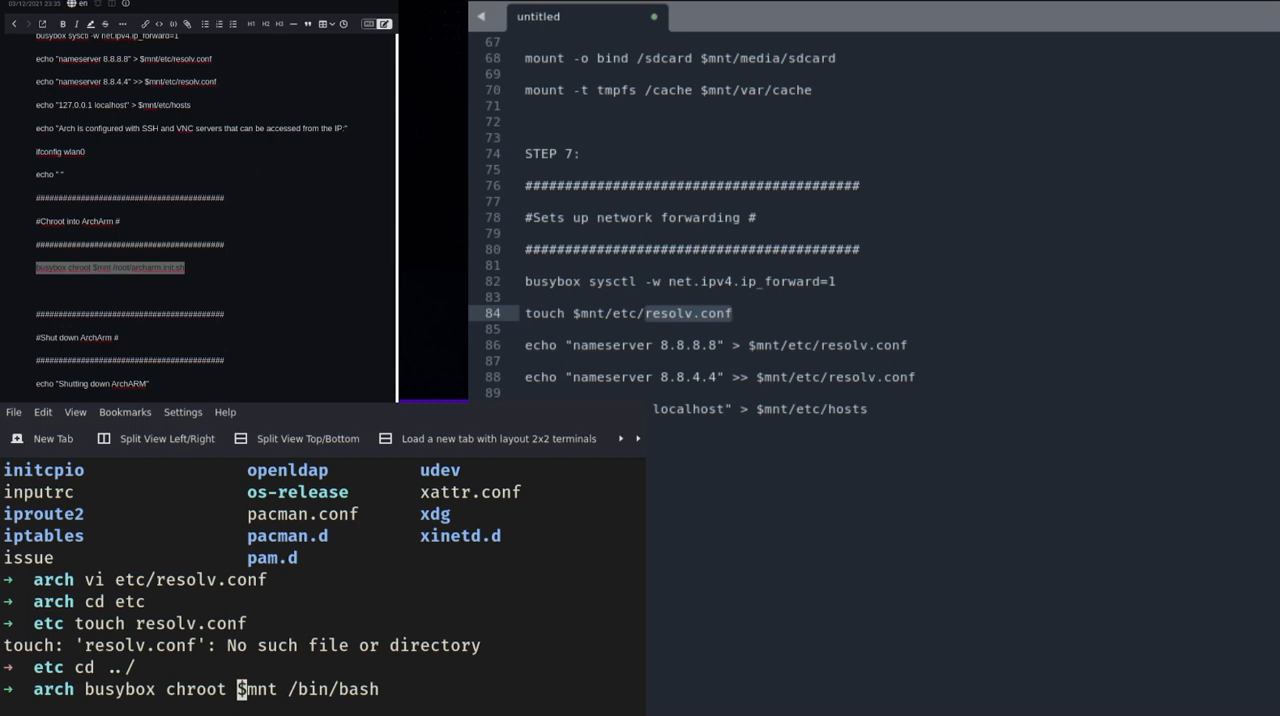 03/12/2021 23:35 en
B I S H1 H2 H3
busybox sysctl -w net.ipv4.ip_forward=1
echo "nameserver 8.8.8.8" > $mnt/etc/resolv.conf
echo "nameserver 8.8.4.4" >> $mnt/etc/resolv.conf
echo "127.0.0.1 localhost" > $mnt/etc/hosts
echo "Arch is configured with SSH and VNC servers that can be accessed from the IP:"
ifconfig wlan0
echo " "
##########################################
#Chroot into ArchArm #
##########################################
busybox chroot $mnt /root/archarm.init.sh
##########################################
#Shut down ArchArm #
##########################################
echo "Shutting down ArchARM"
untitled
67
68 mount -o bind /sdcard $mnt/media/sdcard
69
70 mount -t tmpfs /cache $mnt/var/cache
71
72
73
74 STEP 7:
75
76 ##########################################
77
78 #Sets up network forwarding #
79
80 ##########################################
81
82 busybox sysctl -w net.ipv4.ip_forward=1
83
84 touch $mnt/etc/resolv.conf
85
86 echo "nameserver 8.8.8.8" > $mnt/etc/resolv.conf
87
88 echo "nameserver 8.8.4.4" >> $mnt/etc/resolv.conf
89
localhost" > $mnt/etc/hosts
File Edit View Bookmarks Settings Help
New Tab Split View Left/Right Split View Top/Bottom Load a new tab with layout 2x2 terminals
initcpio openldap udev
inputrc os-release xattr.conf
iproute2 pacman.conf xdg
iptables pacman.d xinetd.d
issue pam.d
→ arch vi etc/resolv.conf
→ arch cd etc
→ etc touch resolv.conf
touch: 'resolv.conf': No such file or directory
→ etc cd ../
→ arch busybox chroot $mnt /bin/bash